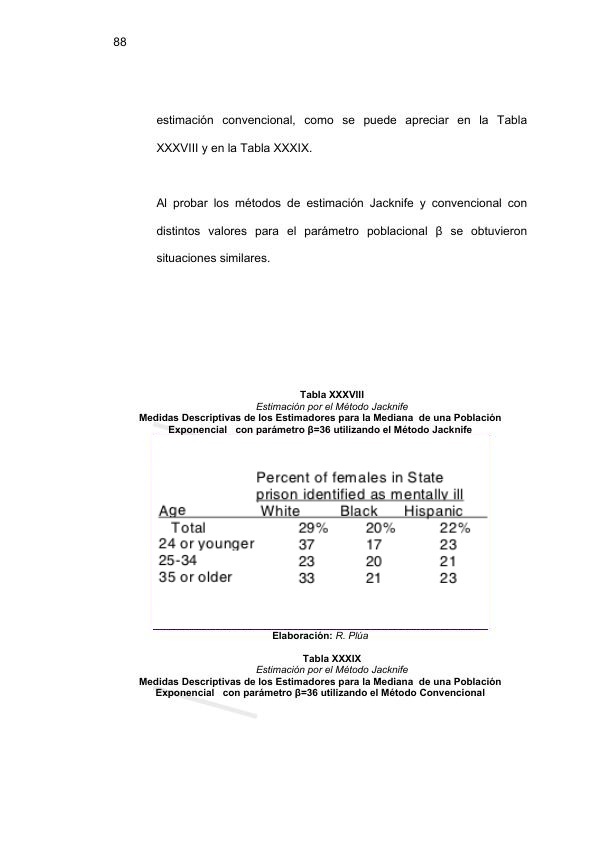 88
estimación convencional, como se puede apreciar en la Tabla
XXXVIII y en la Tabla XXXIX.
Al probar los métodos de estimación Jacknife y convencional con
distintos valores para el parámetro poblacional β se obtuvieron
situaciones similares.
Tabla XXXVIII
Estimación por el Método Jacknife
Medidas Descriptivas de los Estimadores para la Mediana de una Población
Exponencial con parámetro β=36 utilizando el Método Jacknife
Percent of females in State
prison identified as mentally ill
Age White Black Hispanic
Total 29% 20% 22%
24 or younger 37 17 23
25-34 23 20 21
35 or older 33 21 23
Elaboración: R. Plúa
Tabla XXXIX
Estimación por el Método Jacknife
Medidas Descriptivas de los Estimadores para la Mediana de una Población
Exponencial con parámetro β=36 utilizando el Método Convencional